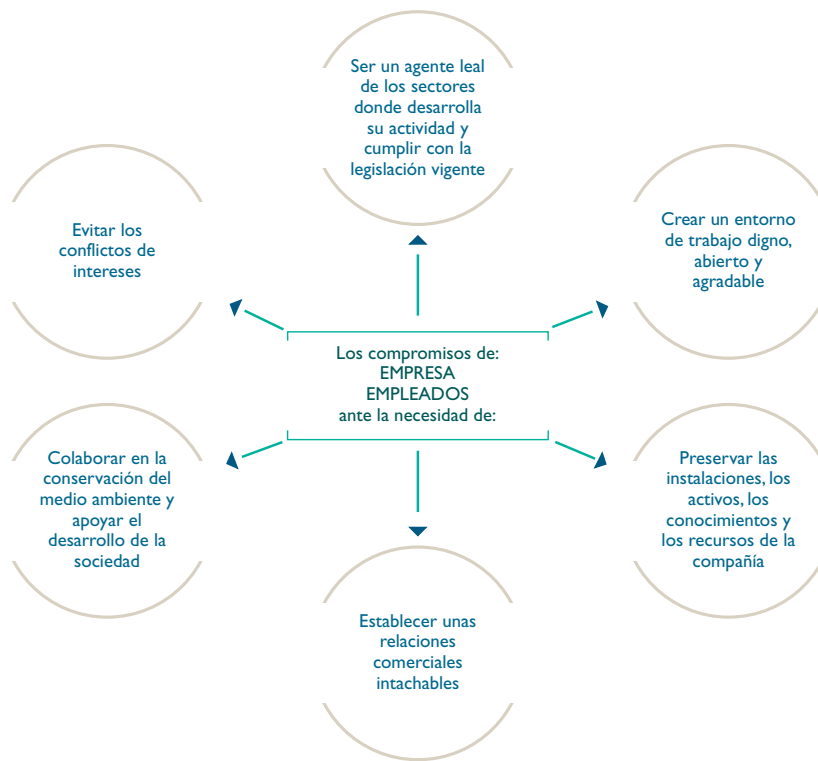 Ser un agente leal
de los sectores
donde desarrolla
su actividad y
cumplir con la
legislación vigente
Evitar los
conflictos de
intereses
Crear un entorno
de trabajo digno,
abierto y
agradable
Los compromisos de:
EMPRESA
EMPLEADOS
ante la necesidad de:
Colaborar en la
conservación del
medio ambiente y
apoyar el
desarrollo de la
sociedad
Preservar las
instalaciones, los
activos, los
conocimientos y
los recursos de la
compañía
Establecer unas
relaciones
comerciales
intachables